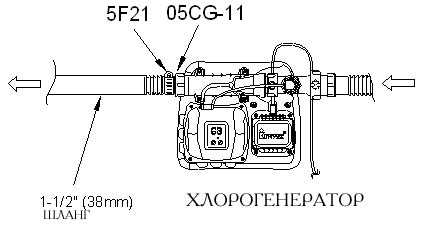 5F21 05CG-11
1-1/2" (38mm)
ШЛАНГ
ХЛОРОГЕНЕРАТОР